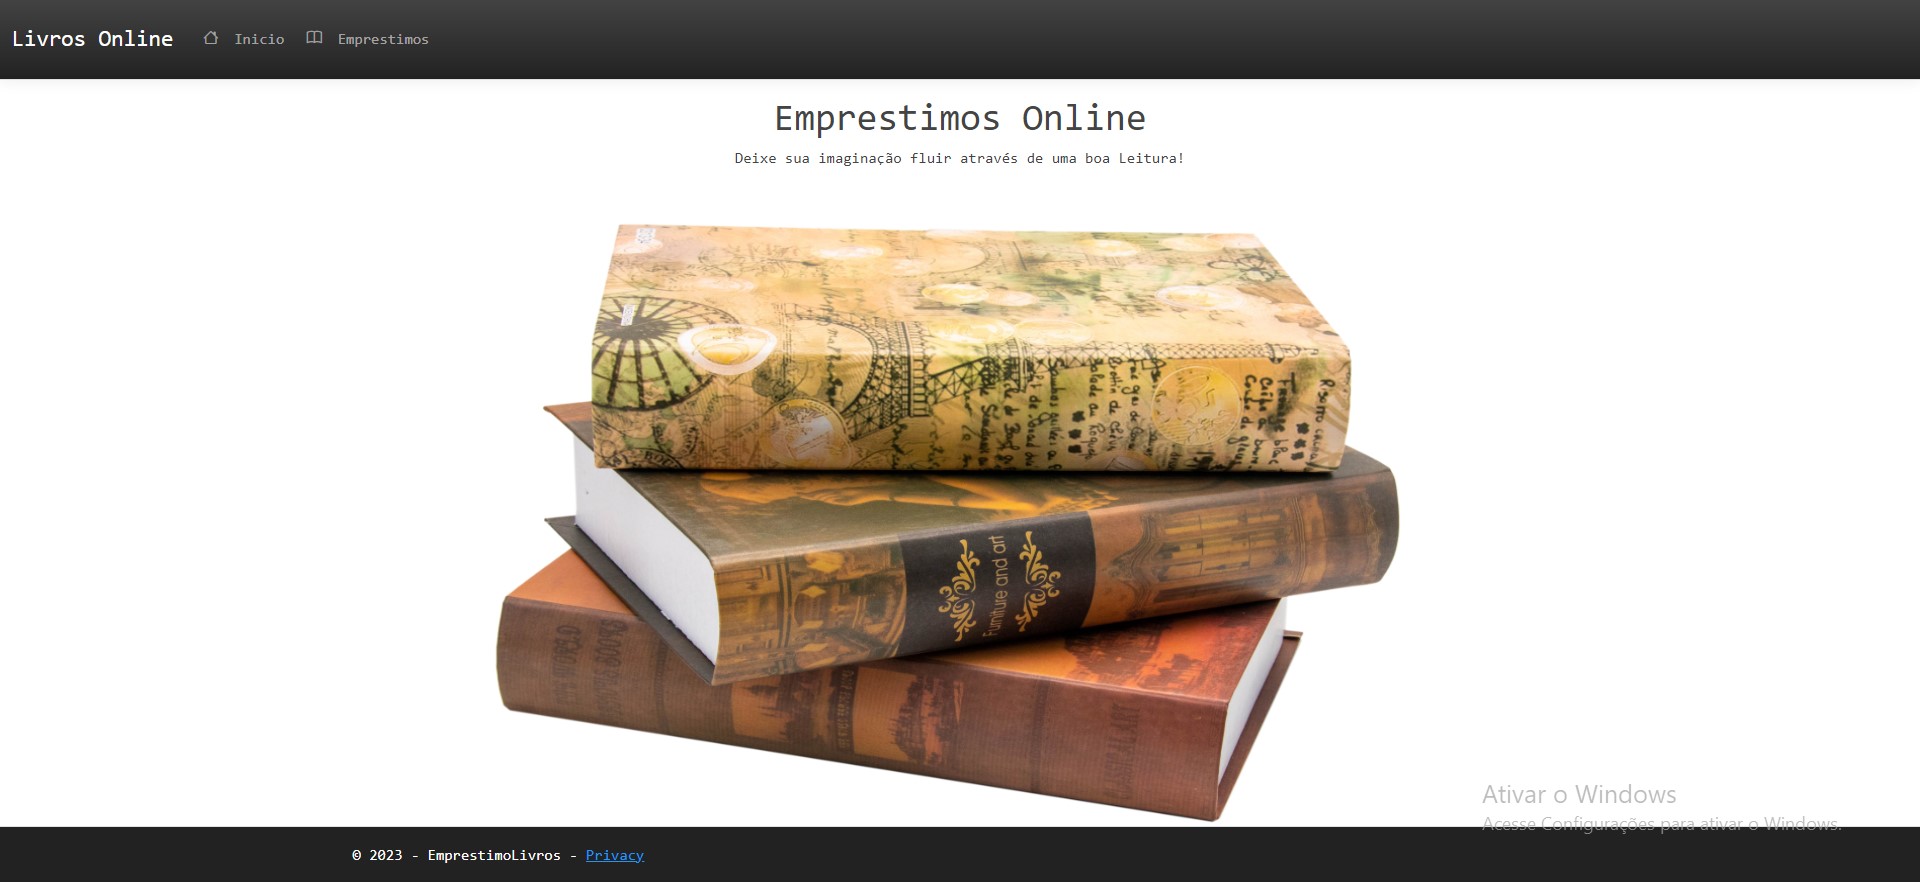 Livros Online
Inicio
Emprestimos
Emprestimos Online
Deixe sua imaginação fluir através de uma boa Leitura!
Furniture and art
Ativar o Windows
Acesse Configurações para ativar o Windows.
© 2023 - EmprestimoLivros - Privacy